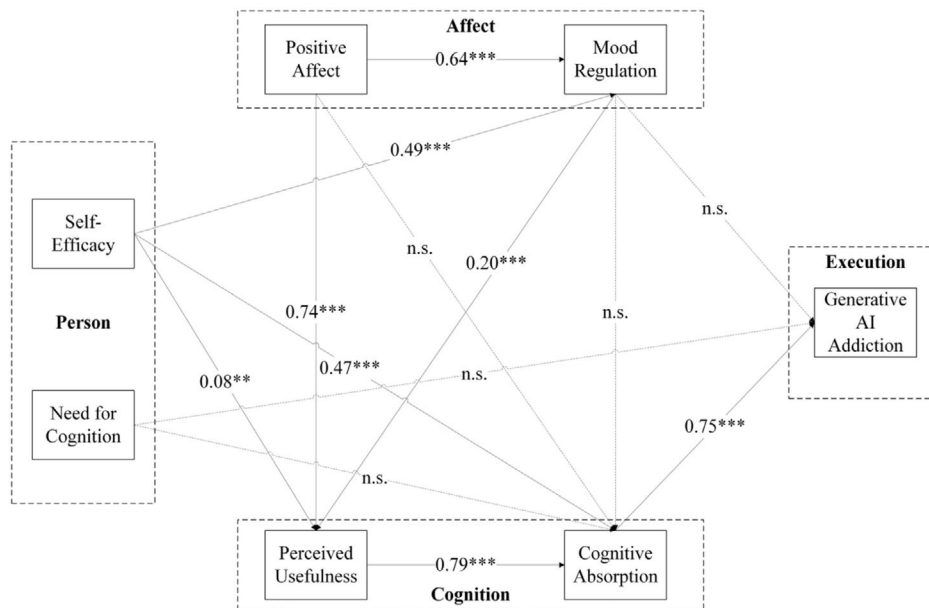 Affect
Positive
Affect
0.64***
Mood
Regulation
0.49***
Self-
Efficacy
n.s.
n.s.
0.20***
Execution
Person
0.74***
n.s.
Generative
AI
Addiction
0.47***
n.s.
0.08**
Need for
Cognition
0.75***
n.s.
Perceived
Usefulness
0.79***
Cognitive
Absorption
Cognition